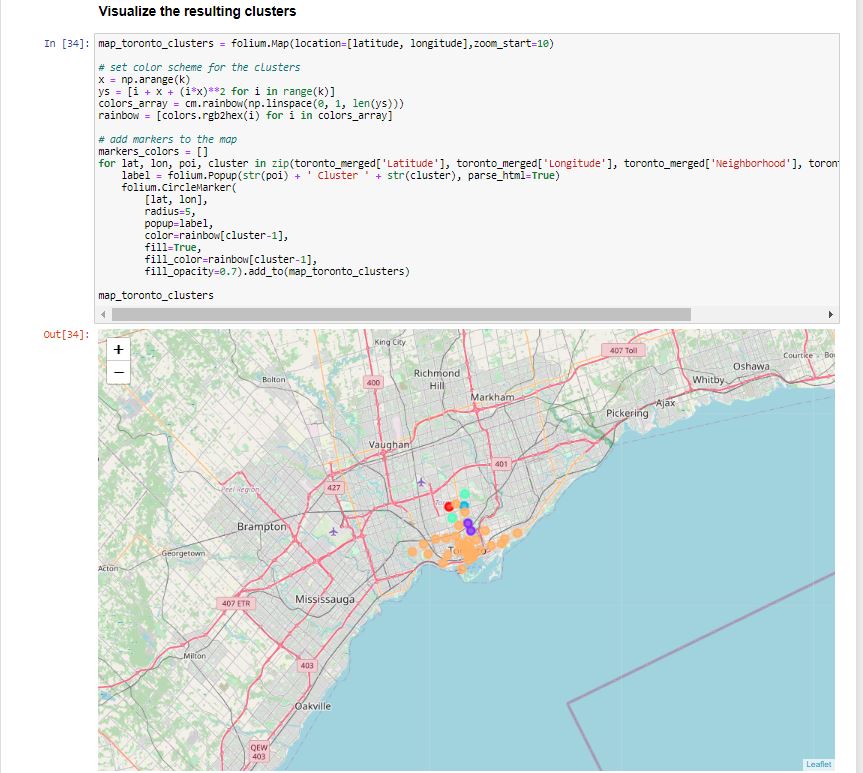 Visualize the resulting clusters
In [34]:
map_toronto_clusters = folium.Map(location=[latitude, longitude],zoom_start=10)
# set color scheme for the clusters
x = np.arange(k)
ys = [i + x + (i*x)**2 for i in range(k)]
colors_array = cm.rainbow(np.linspace(0, 1, len(ys)))
rainbow = [colors.rgb2hex(i) for i in colors_array]
# add markers to the map
markers_colors = []
for lat, lon, poi, cluster in zip(toronto_merged['Latitude'], toronto_merged['Longitude'], toronto_merged['Neighborhood'], toron
label = folium.Popup(str(poi) + ' Cluster ' + str(cluster), parse_html=True)
folium.CircleMarker(
[lat, lon],
radius=5,
popup=label,
color=rainbow[cluster-1],
fill=True,
fill_color=rainbow[cluster-1],
fill_opacity=0.7).add_to(map_toronto_clusters)
map_toronto_clusters
Out[34]:
+
−
King City
407 Toll
Courtice
Bo
Oshawa
Richmond
Hill
Bolton
400
Whitby
Markham
Ajax
Pickering
Vaughan
401
427
Peel Region
Brampton
Georgetown
Acton
407 ETR
Mississauga
Milton
403
Oakville
QEW
403
Leaflet